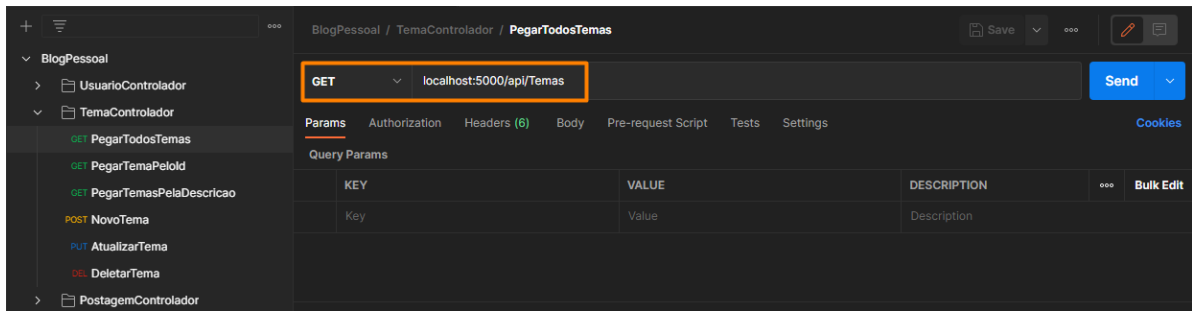 BlogPessoal / TemaControlador / PegarTodosTemas
Save
BlogPessoal
UsuarioControlador
TemaControlador
GET PegarTodosTemas
GET PegarTemaPeloId
GET PegarTemasPelaDescricao
POST NovoTema
PUT AtualizarTema
DEL DeletarTema
PostagemControlador
GET localhost:5000/api/Temas
Send
Params Authorization Headers (6) Body Pre-request Script Tests Settings Cookies
Query Params
KEY VALUE DESCRIPTION Bulk Edit
Key Value Description